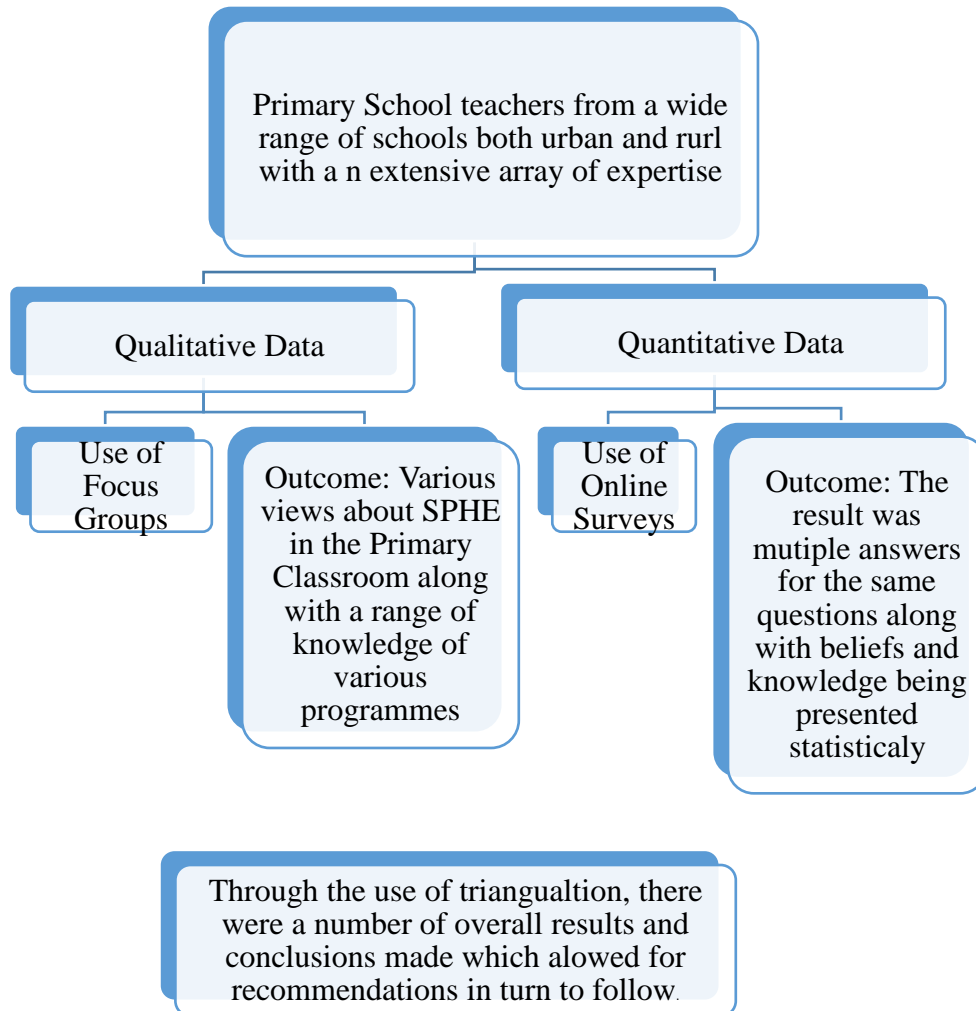 Primary School teachers from a wide
range of schools both urban and rurl
with a n extensive array of expertise
Qualitative Data
Quantitative Data
Use of
Focus
Groups
Outcome: Various
views about SPHE
in the Primary
Classroom along
with a range of
knowledge of
various
programmes
Use of
Online
Surveys
Outcome: The
result was
mutiple answers
for the same
questions along
with beliefs and
knowledge being
presented
statisticaly
Through the use of triangualtion, there
were a number of overall results and
conclusions made which alowed for
recommendations in turn to follow.